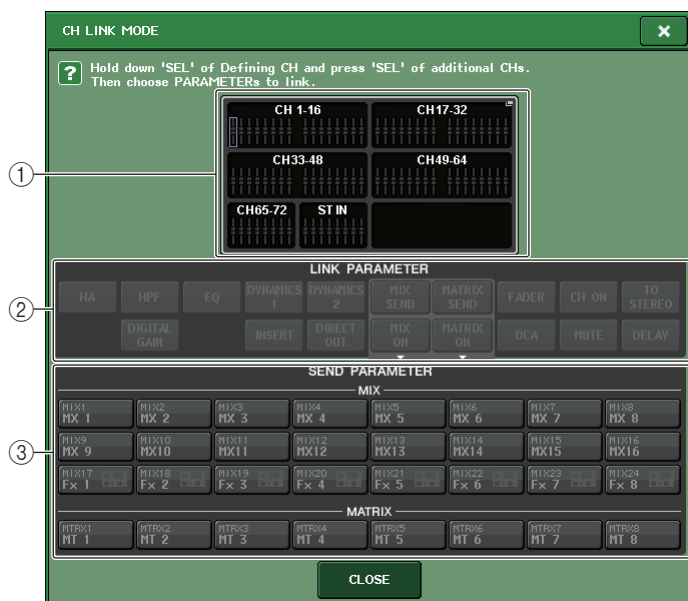 CH LINK MODE
Hold down 'SEL' of Defining CH and press 'SEL' of additional CHs.
Then choose PARAMETERs to link.
CH 1-16 CH17-32
CH33-48 CH49-64
CH65-72 ST IN
①
LINK PARAMETER
HA HPF EQ DYNAMICS 1 DYNAMICS 2 MIX SEND MATRIX SEND FADER CH ON TO STEREO
DIGITAL GAIN INSERT DIRECT OUT MIX ON MATRIX ON DCA MUTE DELAY
②
SEND PARAMETER
MIX
MIX1 MIX2 MIX3 MIX4 MIX5 MIX6 MIX7 MIX8
MX 1 MX 2 MX 3 MX 4 MX 5 MX 6 MX 7 MX 8
MIX9 MIX10 MIX11 MIX12 MIX13 MIX14 MIX15 MIX16
MX 9 MX10 MX11 MX12 MX13 MX14 MX15 MX16
③
MIX17 MIX18 MIX19 MIX20 MIX21 MIX22 MIX23 MIX24
Fx 1 Fx 2 Fx 3 Fx 4 Fx 5 Fx 6 Fx 7 Fx 8
MATRIX
MTRX1 MTRX2 MTRX3 MTRX4 MTRX5 MTRX6 MTRX7 MTRX8
MT 1 MT 2 MT 3 MT 4 MT 5 MT 6 MT 7 MT 8
CLOSE